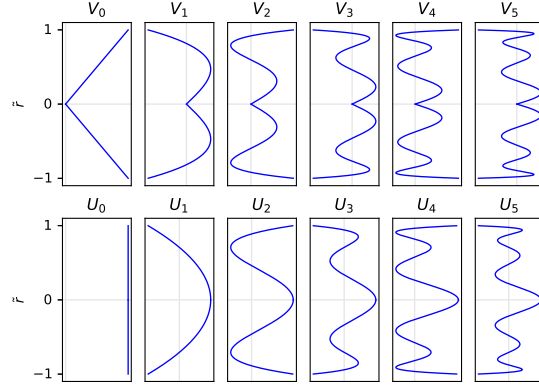 V₀ V₁ V₂ V₃ V₄ V₅
1
r̃ 0
−1
U₀ U₁ U₂ U₃ U₄ U₅
1
r̃ 0
−1